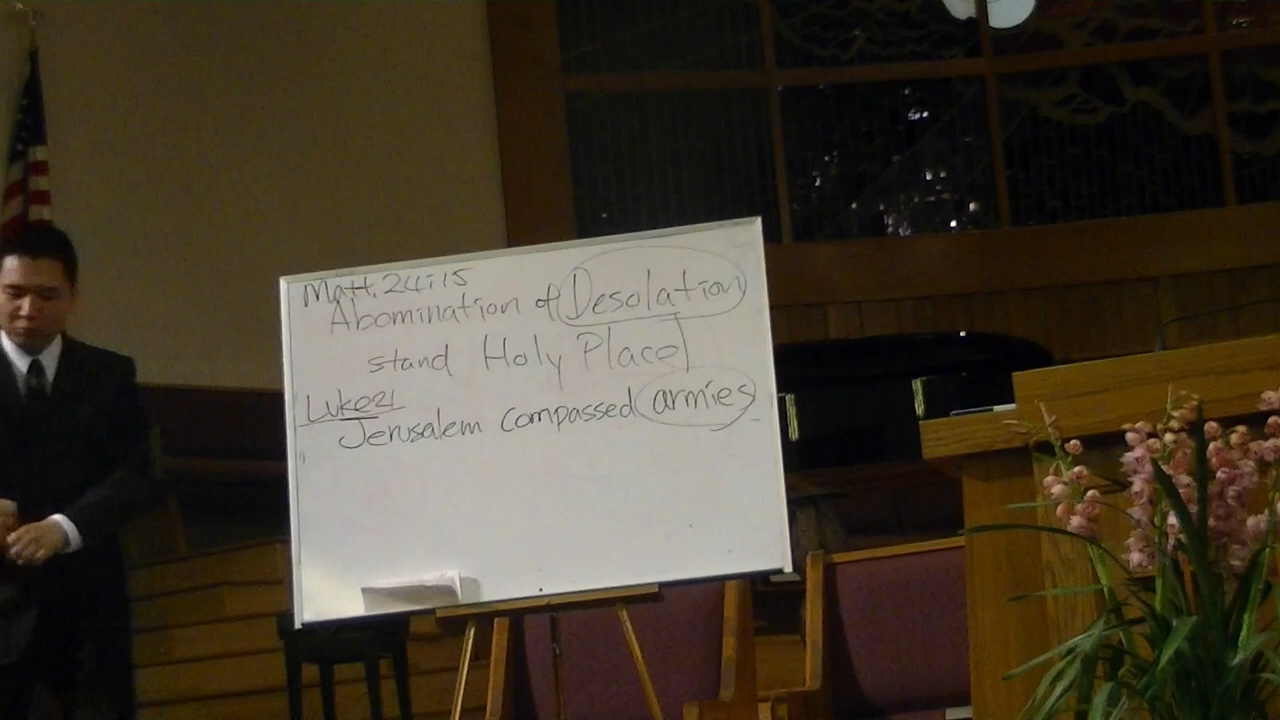 Matt. 24:15
Abomination of Desolation
stand Holy Place
Luke 21
Jerusalem compassed armies